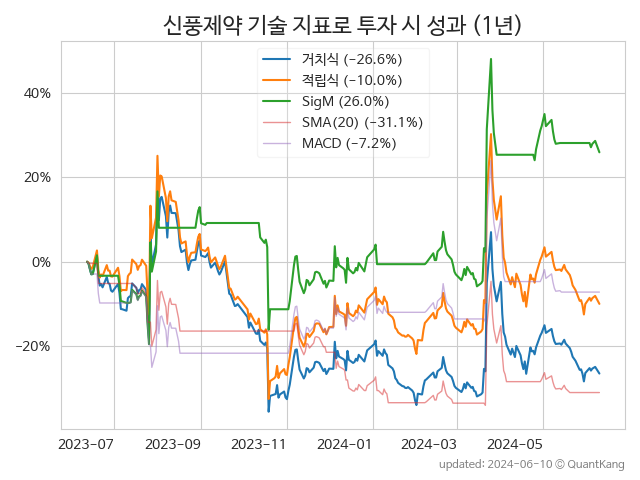 신풍제약 기술 지표로 투자 시 성과 (1년)
거치식 (−26.6%)
적립식 (−10.0%)
SigM (26.0%)
SMA(20) (−31.1%)
MACD (−7.2%)
40%
20%
0%
−20%
2023-07 2023-09 2023-11 2024-01 2024-03 2024-05
updated: 2024-06-10 © QuantKang